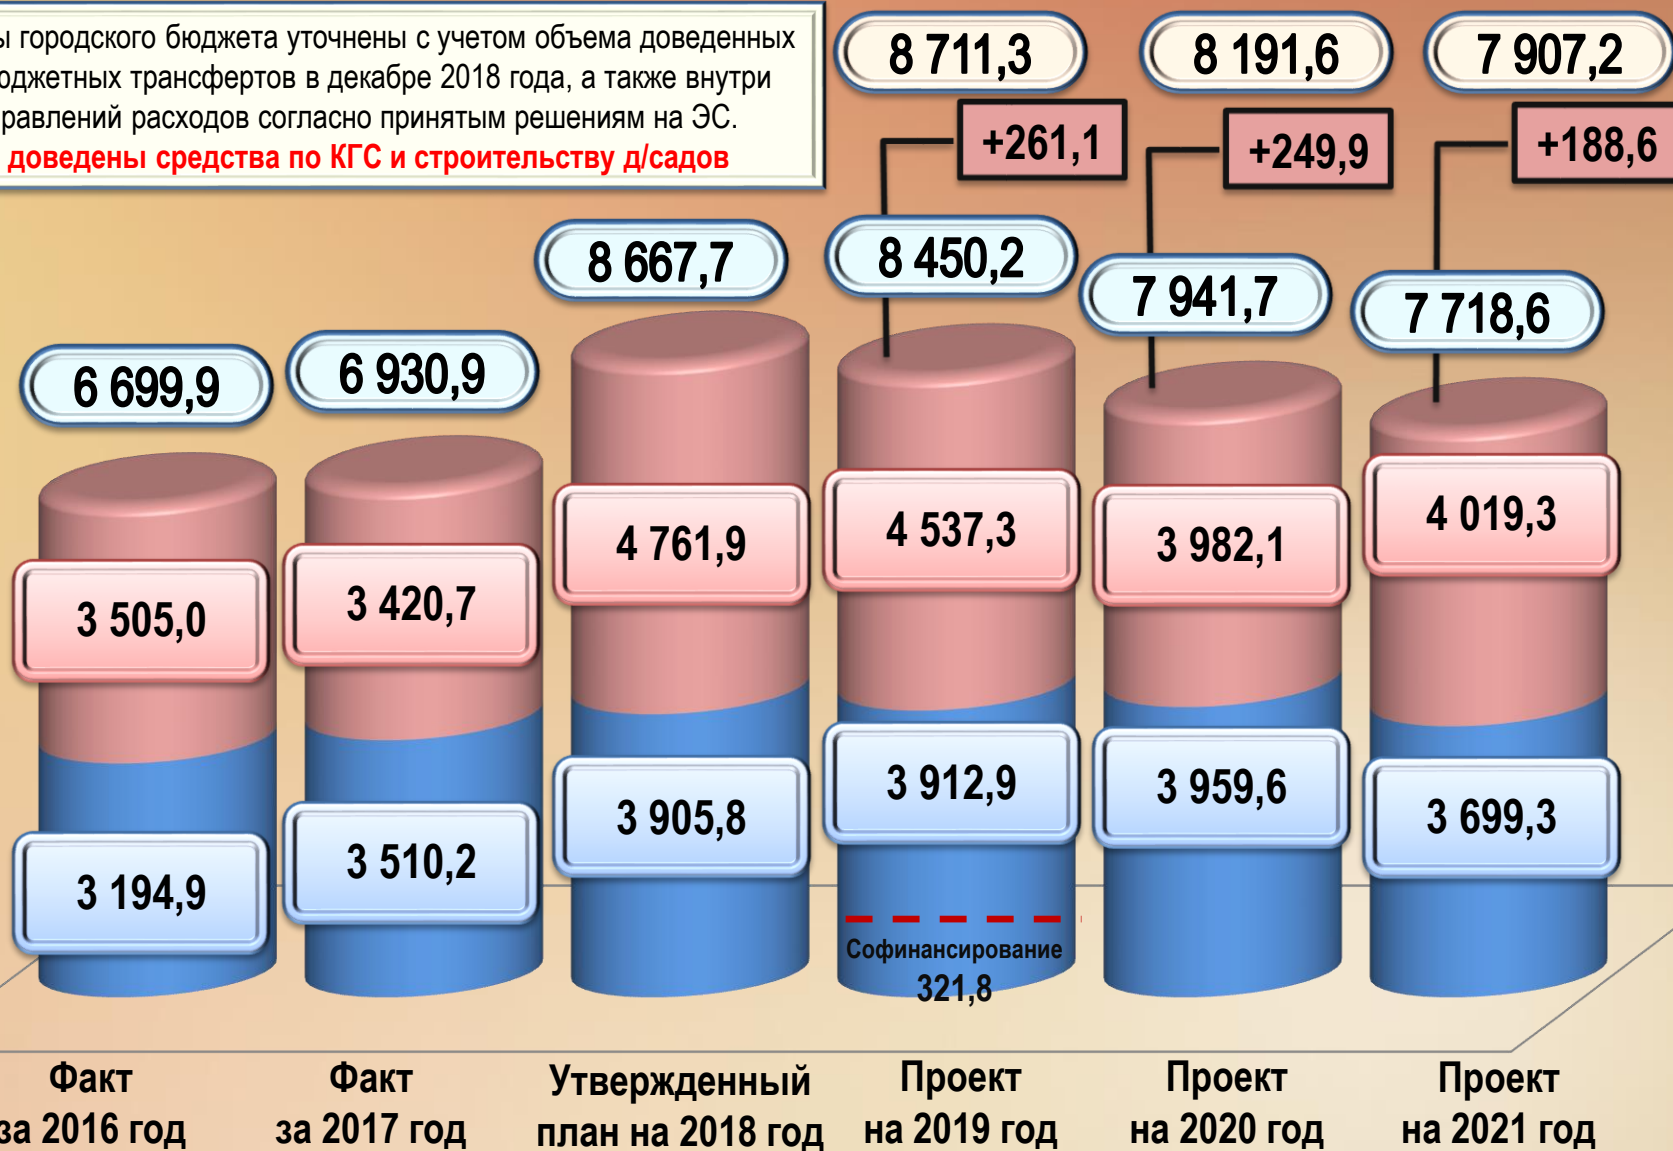 городского бюджета уточнены с учетом объема доведенных
трансфертов в декабре 2018 года, а также внутри
расходов согласно принятым решениям на ЭС.
доведены средства по КГС и строительству д/садов
8 711,3
8 191,6
7 907,2
+261,1
+249,9
+188,6
6 699,9
6 930,9
8 667,7
8 450,2
7 941,7
7 718,6
3 505,0
3 420,7
4 761,9
4 537,3
3 982,1
4 019,3
3 194,9
3 510,2
3 905,8
3 912,9
3 959,6
3 699,3
Софинансирование
321,8
Факт
за 2016 год
Факт
за 2017 год
Утвержденный
план на 2018 год
Проект
на 2019 год
Проект
на 2020 год
Проект
на 2021 год